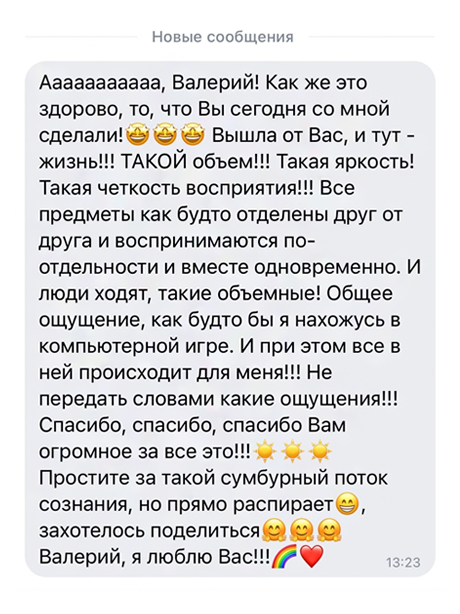 Новые сообщения
Ааааааааааа, Валерий! Как же это
здорово, то, что Вы сегодня со мной
сделали!🤩🤩🤩 Вышла от Вас, и тут -
жизнь!!! ТАКОЙ объем!!! Такая яркость!
Такая четкость восприятия!!! Все
предметы как будто отделены друг от
друга и воспринимаются по-
отдельности и вместе одновременно. И
люди ходят, такие объемные! Общее
ощущение, как будто бы я нахожусь в
компьютерной игре. И при этом все в
ней происходит для меня!!! Не
передать словами какие ощущения!!!
Спасибо, спасибо, спасибо Вам
огромное за все это!!!☀️☀️☀️
Простите за такой сумбурный поток
сознания, но прямо распирает😁,
захотелось поделиться🤗🤗🤗
Валерий, я люблю Вас!!!🌈❤️
13:23